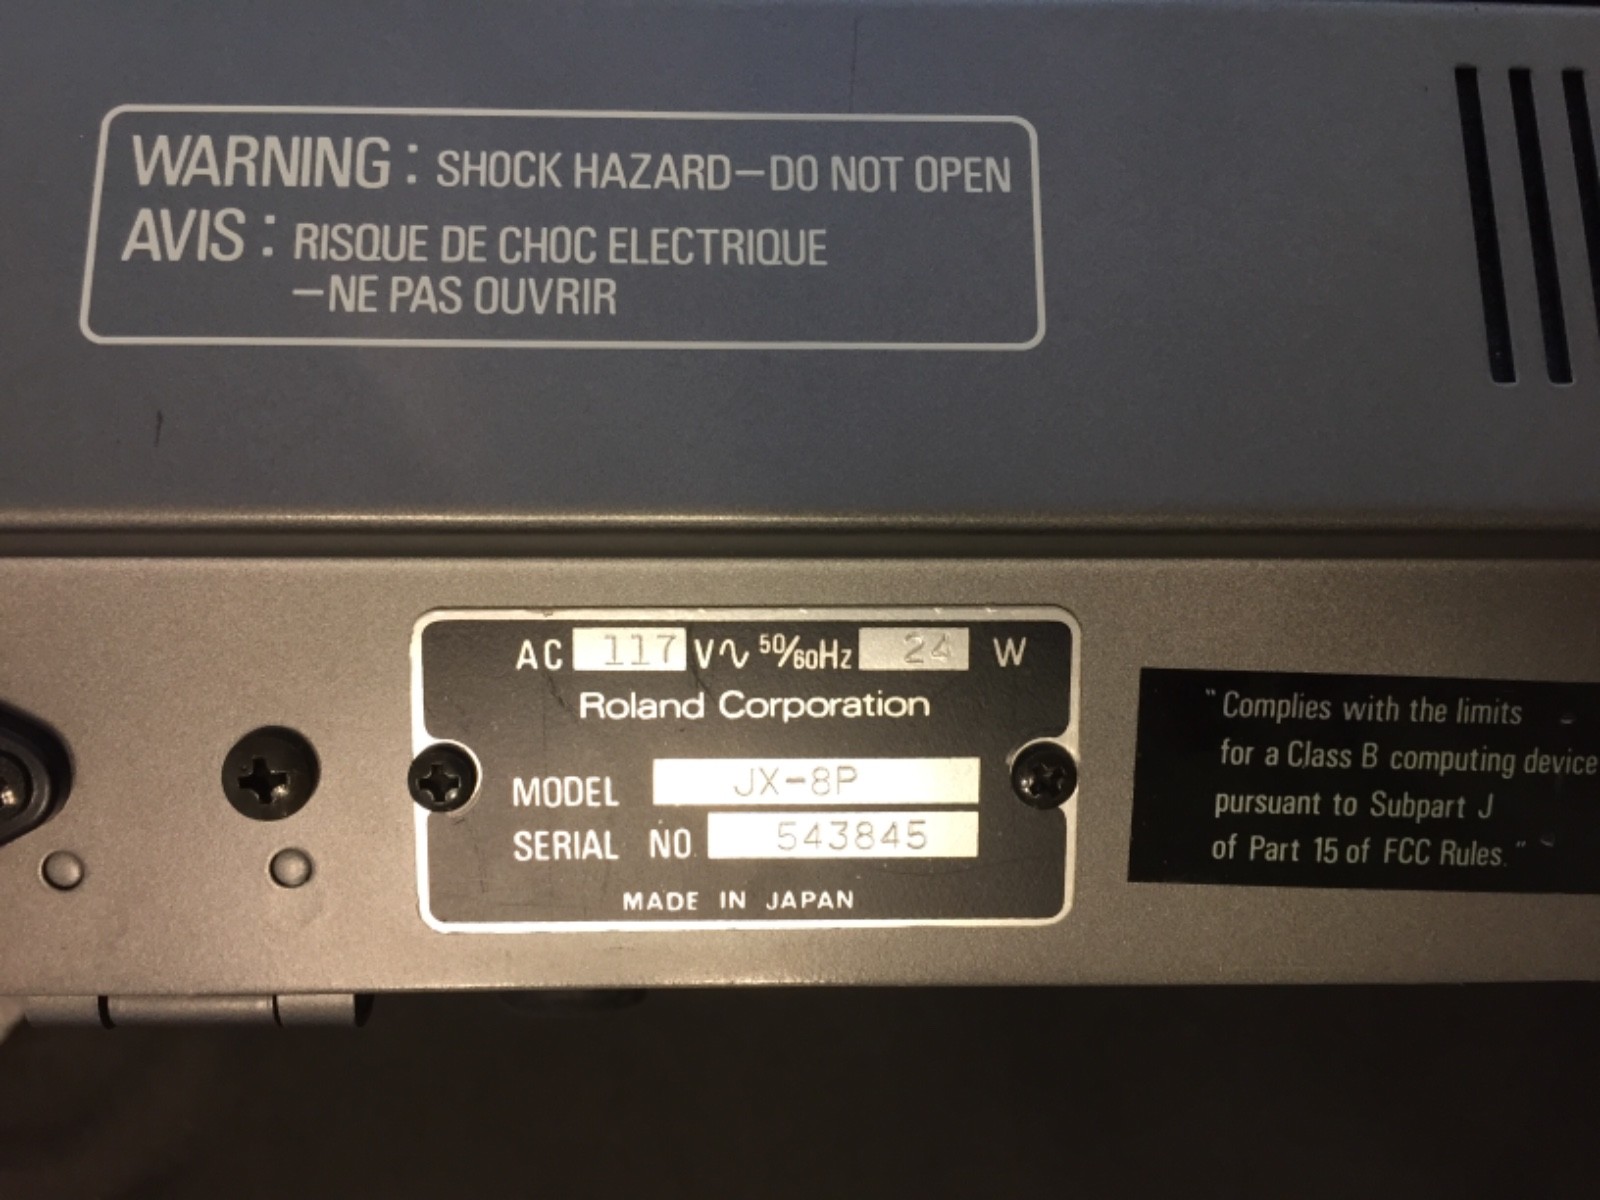 WARNING : SHOCK HAZARD—DO NOT OPEN
AVIS : RISQUE DE CHOC ELECTRIQUE
—NE PAS OUVRIR
AC 117 V∿ 50/60Hz 24 W
Roland Corporation
MODEL JX-8P
SERIAL NO. 543845
MADE IN JAPAN
"Complies with the limits
for a Class B computing device
pursuant to Subpart J
of Part 15 of FCC Rules."